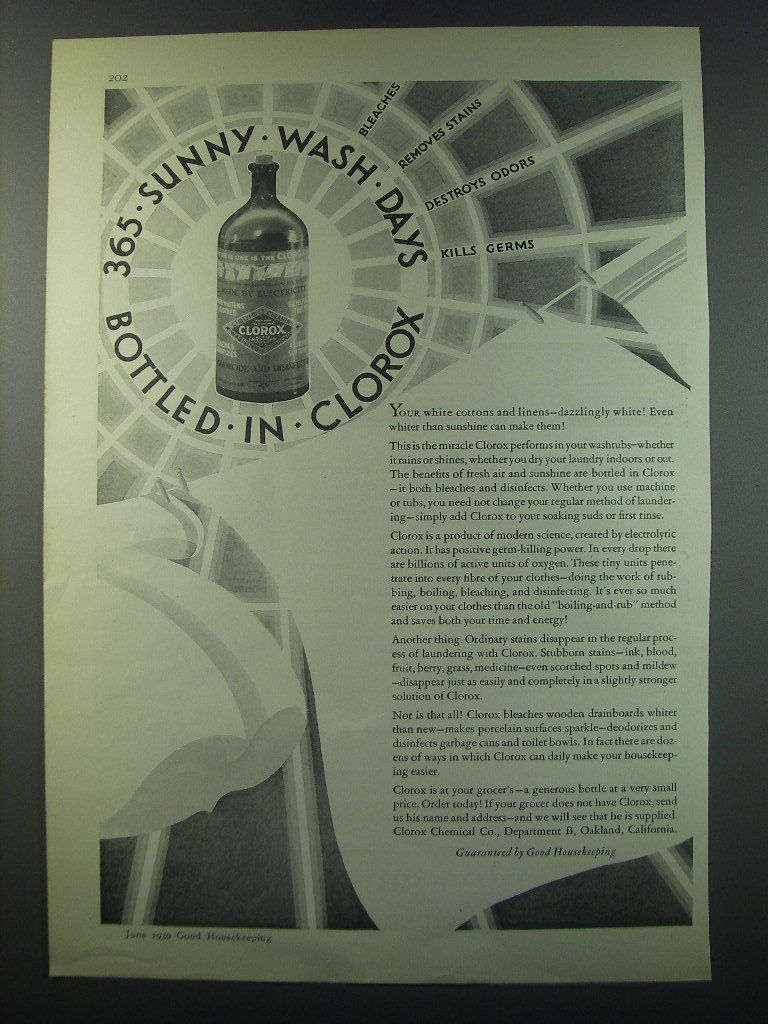 202
365 · SUNNY · WASH · DAYS
BOTTLED · IN · CLOROX
BLEACHES
REMOVES STAINS
DESTROYS ODORS
KILLS GERMS
MADE BY ELECTRICITY
CLOROX
YOUR white cottons and linens—dazzlingly white! Even
whiter than sunshine can make them!
This is the miracle Clorox performs in your washtubs—whether
it rains or shines, whether you dry your laundry indoors or out.
The benefits of fresh air and sunshine are bottled in Clorox
—it both bleaches and disinfects. Whether you use machine
or tubs, you need not change your regular method of launder-
ing—simply add Clorox to your soaking suds or first rinse.
Clorox is a product of modern science, created by electrolytic
action. It has positive germ-killing power. In every drop there
are billions of active units of oxygen. These tiny units pene-
trate into every fibre of your clothes—doing the work of rub-
bing, boiling, bleaching, and disinfecting. It's ever so much
easier on your clothes than the old "boiling-and-rub" method
and saves both your time and energy!
Another thing. Ordinary stains disappear in the regular proc-
ess of laundering with Clorox. Stubborn stains—ink, blood,
fruit, berry, grass, medicine—even scorched spots and mildew
—disappear just as easily and completely in a slightly stronger
solution of Clorox.
Nor is that all! Clorox bleaches wooden drainboards whiter
than new—makes porcelain surfaces sparkle—deodorizes and
disinfects garbage cans and toilet bowls. In fact there are doz-
ens of ways in which Clorox can daily make your housekeep-
ing easier.
Clorox is at your grocer's—a generous bottle at a very small
price. Order today! If your grocer does not have Clorox, send
us his name and address—and we will see that he is supplied.
Clorox Chemical Co., Department B, Oakland, California.
Guaranteed by Good Housekeeping
June 1930 Good Housekeeping